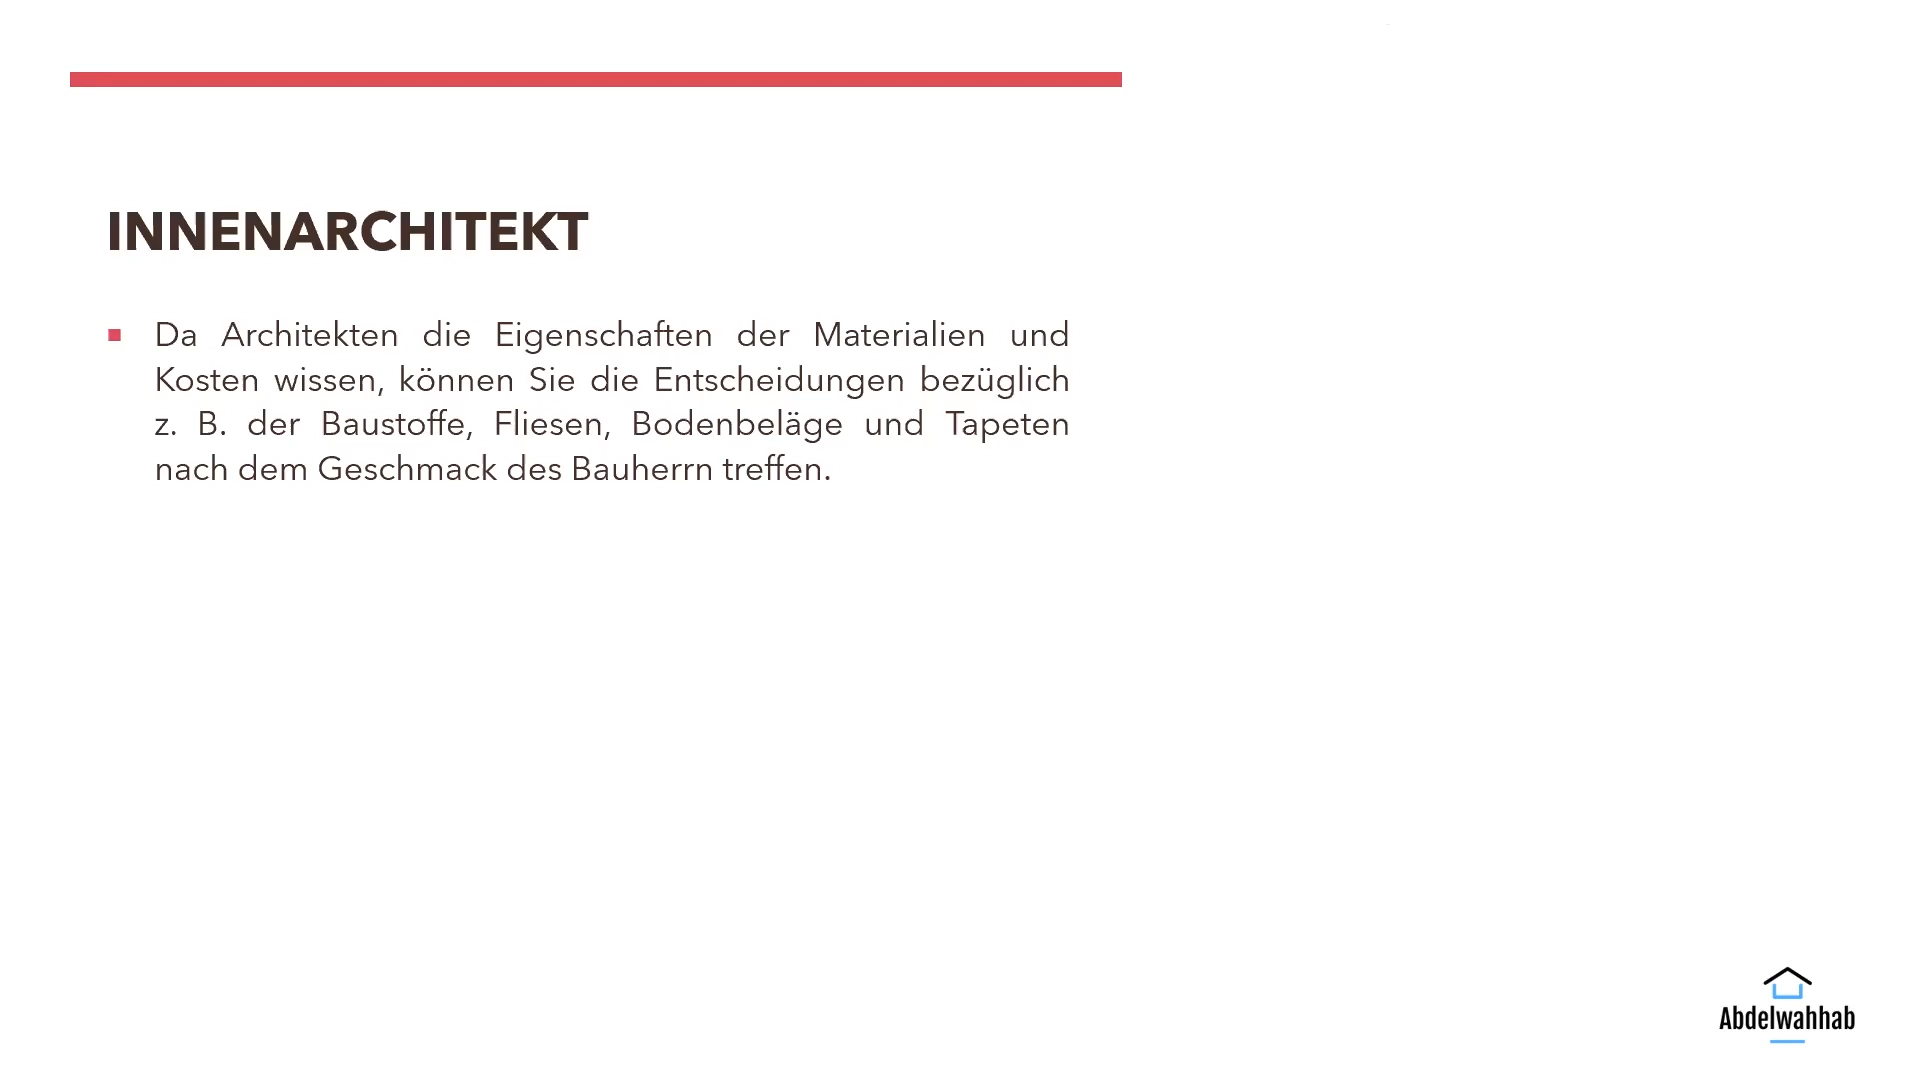 INNENARCHITEKT
Da Architekten die Eigenschaften der Materialien und
Kosten wissen, können Sie die Entscheidungen bezüglich
z. B. der Baustoffe, Fliesen, Bodenbeläge und Tapeten
nach dem Geschmack des Bauherrn treffen.
Abdelwahhab